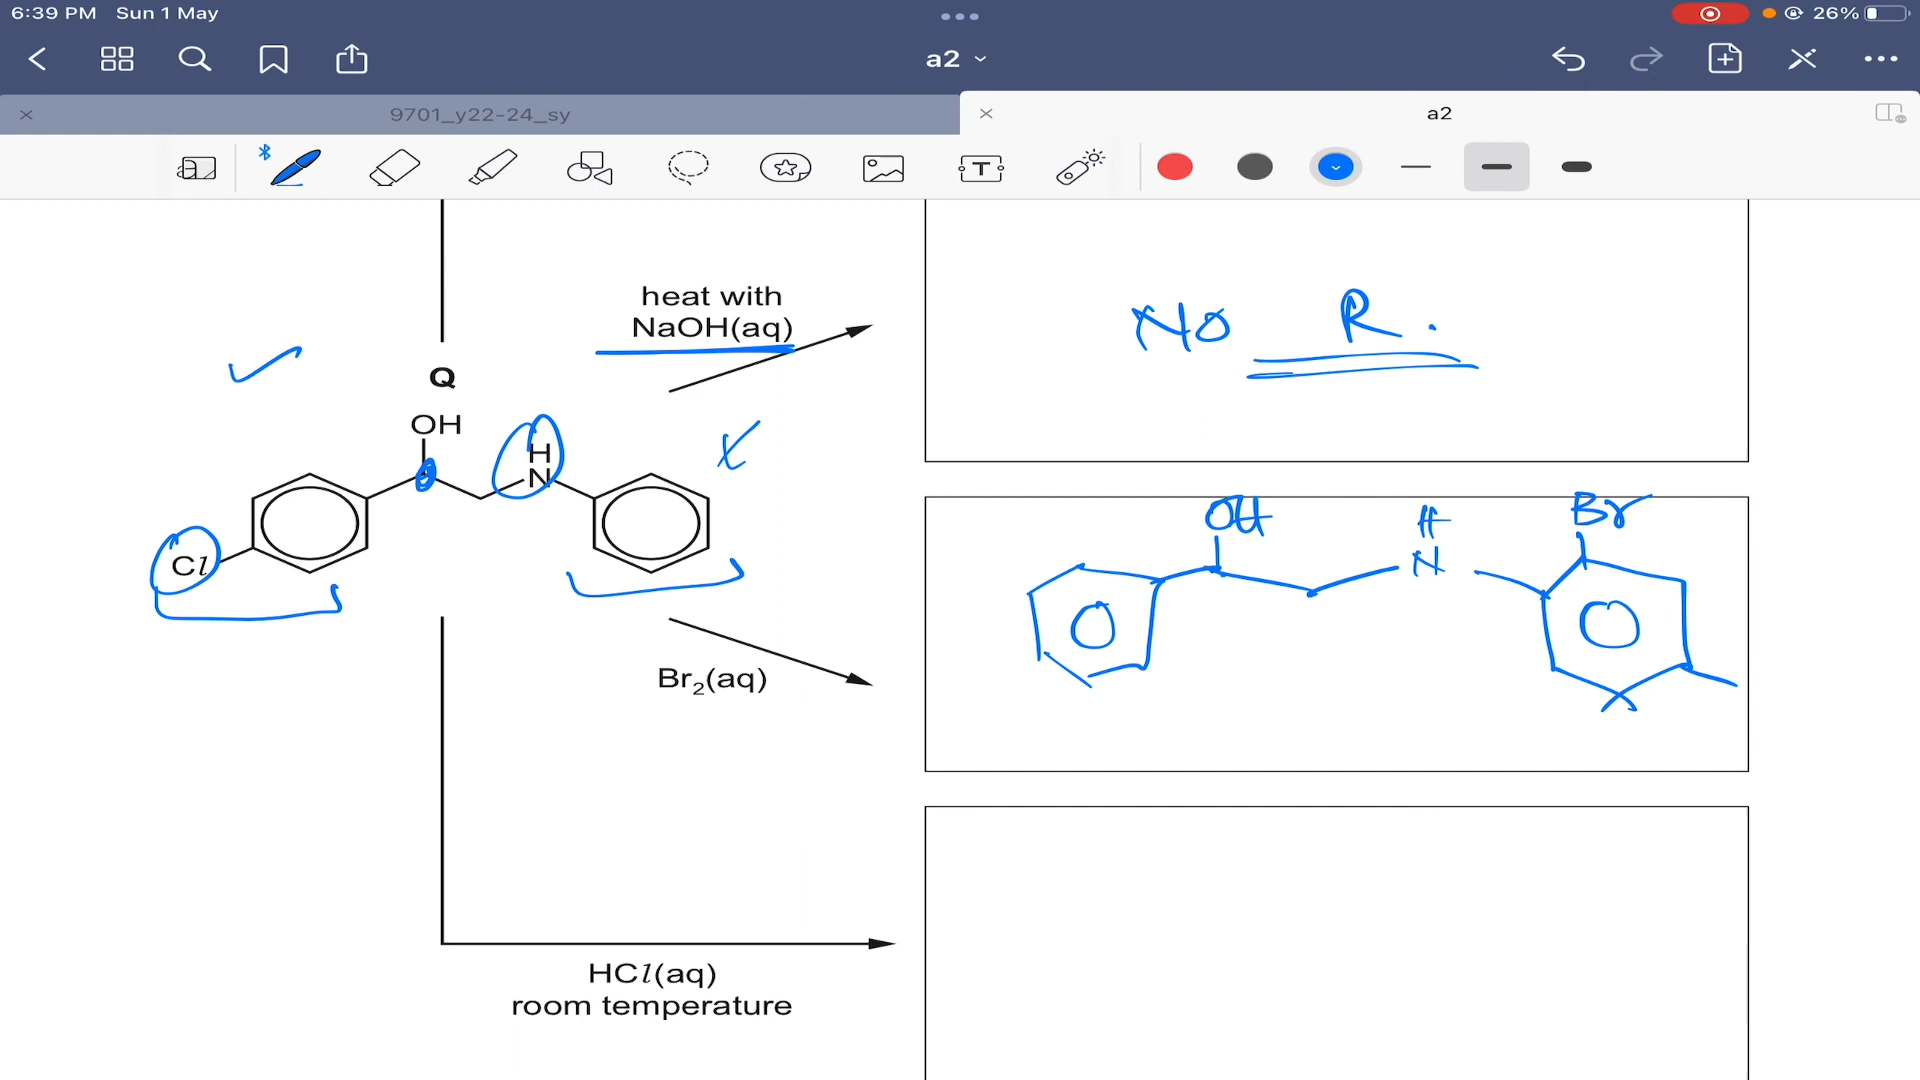 6:39 PM Sun 1 May
26%
a2
9701_y22-24_sy
a2
heat with
NaOH(aq)
No R.
Q
OH
H
N
Cl
OH
H
N
Br
Br₂(aq)
HCl(aq)
room temperature